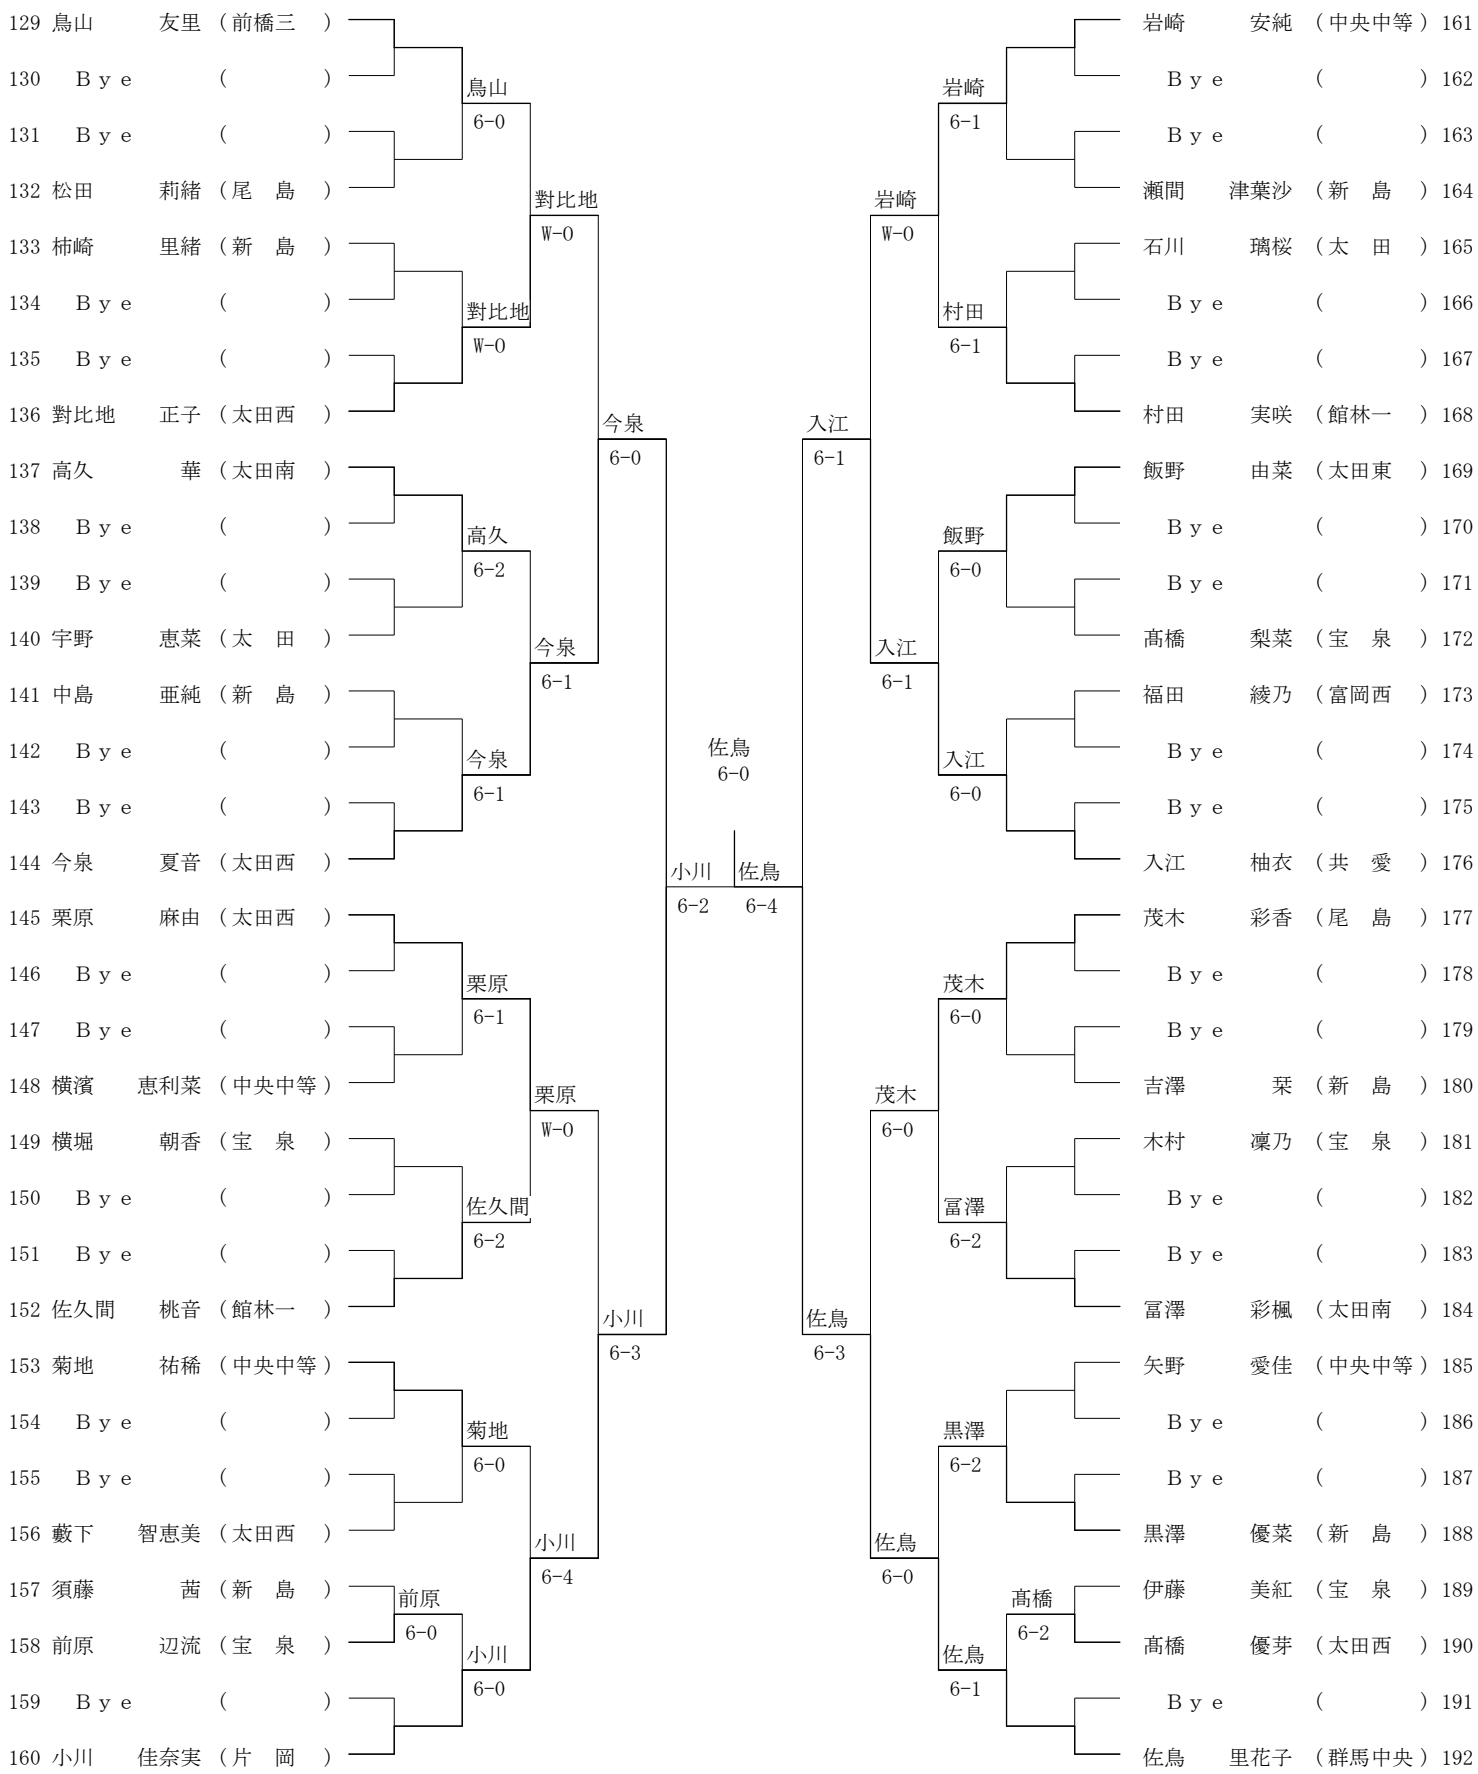 129 鳥山 友里 (前橋三)
130 Bye ( )
131 Bye ( )
132 松田 莉緒 (尾 島)
133 柿崎 里緒 (新 島)
134 Bye ( )
135 Bye ( )
136 對比地 正子 (太田西)
137 高久 華 (太田南)
138 Bye ( )
139 Bye ( )
140 宇野 恵菜 (太 田)
141 中島 亜純 (新 島)
142 Bye ( )
143 Bye ( )
144 今泉 夏音 (太田西)
145 栗原 麻由 (太田西)
146 Bye ( )
147 Bye ( )
148 横濱 恵利菜 (中央中等)
149 横堀 朝香 (宝 泉)
150 Bye ( )
151 Bye ( )
152 佐久間 桃音 (館林一)
153 菊地 祐稀 (中央中等)
154 Bye ( )
155 Bye ( )
156 藪下 智恵美 (太田西)
157 須藤 茜 (新 島)
158 前原 辺流 (宝 泉)
159 Bye ( )
160 小川 佳奈実 (片 岡)
前原
6-0
鳥山
6-0
對比地
W-0
高久
6-2
今泉
6-1
栗原
6-1
佐久間
6-2
菊地
6-0
小川
6-0
對比地
W-0
今泉
6-1
栗原
W-0
小川
6-4
今泉
6-0
小川
6-3
小川
6-2
佐鳥
6-0
佐鳥
6-4
入江
6-1
佐鳥
6-3
岩崎
W-0
入江
6-1
茂木
6-0
佐鳥
6-0
岩崎
6-1
村田
6-1
飯野
6-0
入江
6-0
茂木
6-0
冨澤
6-2
黒澤
6-2
佐鳥
6-1
髙橋
6-2
岩崎 安純 (中央中等) 161
Bye ( ) 162
Bye ( ) 163
瀬間 津葉沙 (新 島) 164
石川 璃桜 (太 田) 165
Bye ( ) 166
Bye ( ) 167
村田 実咲 (館林一) 168
飯野 由菜 (太田東) 169
Bye ( ) 170
Bye ( ) 171
髙橋 梨菜 (宝 泉) 172
福田 綾乃 (富岡西) 173
Bye ( ) 174
Bye ( ) 175
入江 柚衣 (共 愛) 176
茂木 彩香 (尾 島) 177
Bye ( ) 178
Bye ( ) 179
吉澤 栞 (新 島) 180
木村 凜乃 (宝 泉) 181
Bye ( ) 182
Bye ( ) 183
冨澤 彩楓 (太田南) 184
矢野 愛佳 (中央中等) 185
Bye ( ) 186
Bye ( ) 187
黒澤 優菜 (新 島) 188
伊藤 美紅 (宝 泉) 189
髙橋 優芽 (太田西) 190
Bye ( ) 191
佐鳥 里花子 (群馬中央) 192